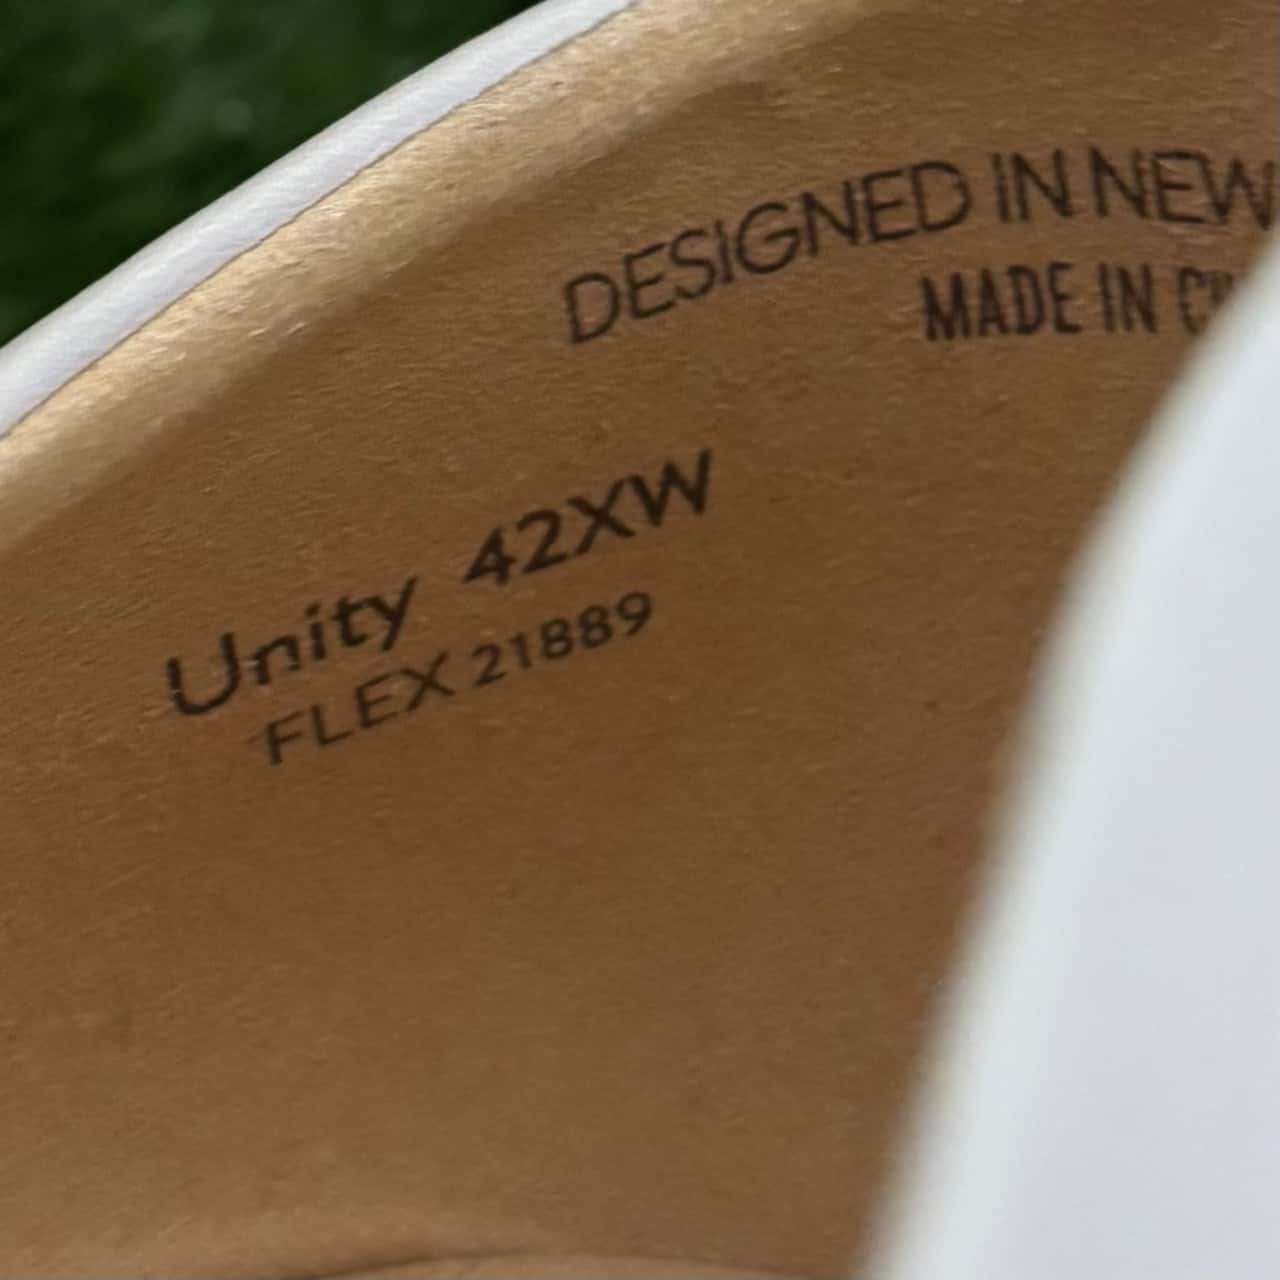 DESIGNED IN NEW
MADE IN
Unity 42XW
FLEX 21889